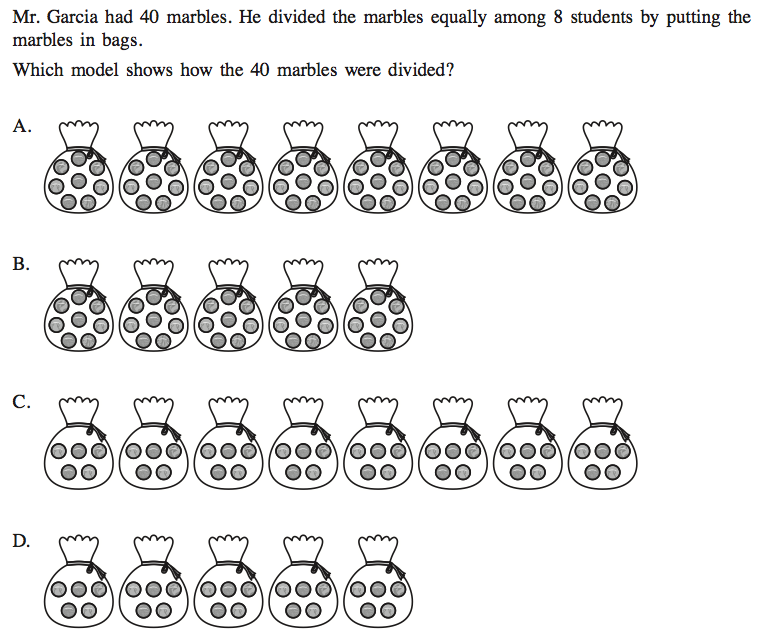 Mr. Garcia had 40 marbles. He divided the marbles equally among 8 students by putting the
marbles in bags.
Which model shows how the 40 marbles were divided?
A.
B.
C.
D.